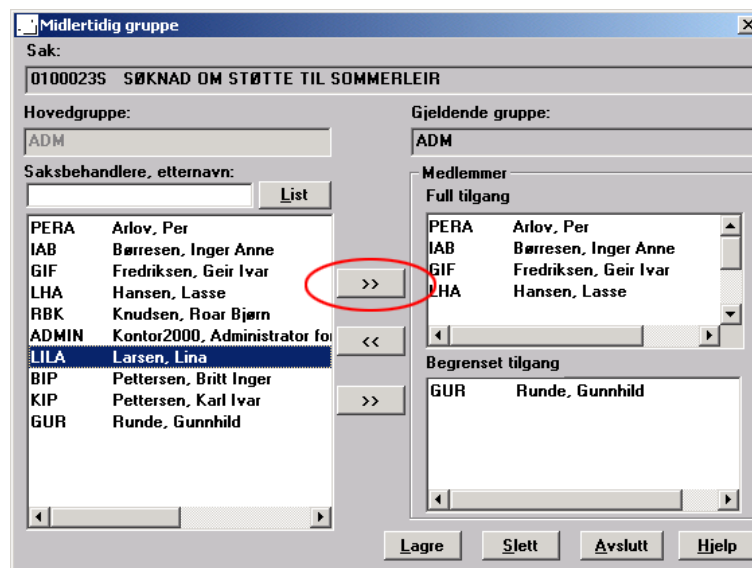 Midlertidig gruppe
Sak:
0100023S SØKNAD OM STØTTE TIL SOMMERLEIR
Hovedgruppe:
ADM
Saksbehandlere, etternavn:
List
PERA Arlov, Per
IAB Børresen, Inger Anne
GIF Fredriksen, Geir Ivar
LHA Hansen, Lasse
RBK Knudsen, Roar Bjørn
ADMIN Kontor2000, Administrator for
LILA Larsen, Lina
BIP Pettersen, Britt Inger
KIP Pettersen, Karl Ivar
GUR Runde, Gunnhild
>>
<<
>>
Gjeldende gruppe:
ADM
Medlemmer
Full tilgang
PERA Arlov, Per
IAB Børresen, Inger Anne
GIF Fredriksen, Geir Ivar
LHA Hansen, Lasse
Begrenset tilgang
GUR Runde, Gunnhild
Lagre Slett Avslutt Hjelp